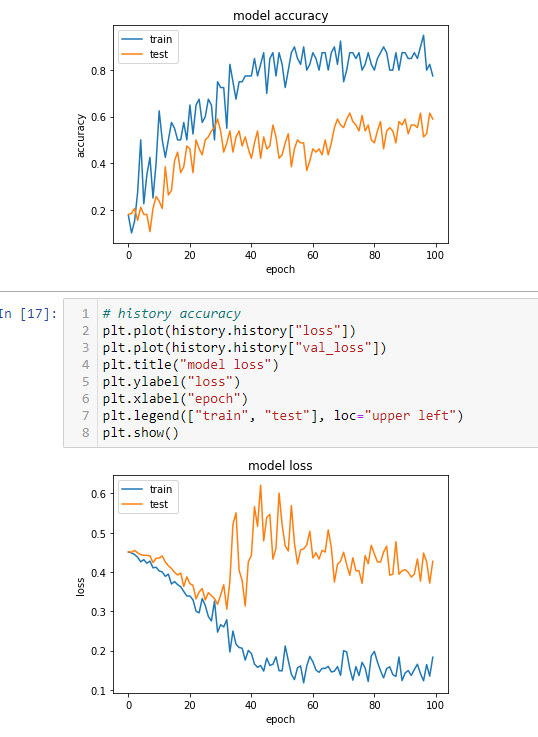 model accuracy
train
test
0.8
0.6
0.4
0.2
accuracy
0 20 40 60 80 100
epoch
In [17]:
1 # history accuracy
2 plt.plot(history.history["loss"])
3 plt.plot(history.history["val_loss"])
4 plt.title("model loss")
5 plt.ylabel("loss")
6 plt.xlabel("epoch")
7 plt.legend(["train", "test"], loc="upper left")
8 plt.show()
model loss
train
test
0.6
0.5
0.4
0.3
0.2
0.1
loss
0 20 40 60 80 100
epoch